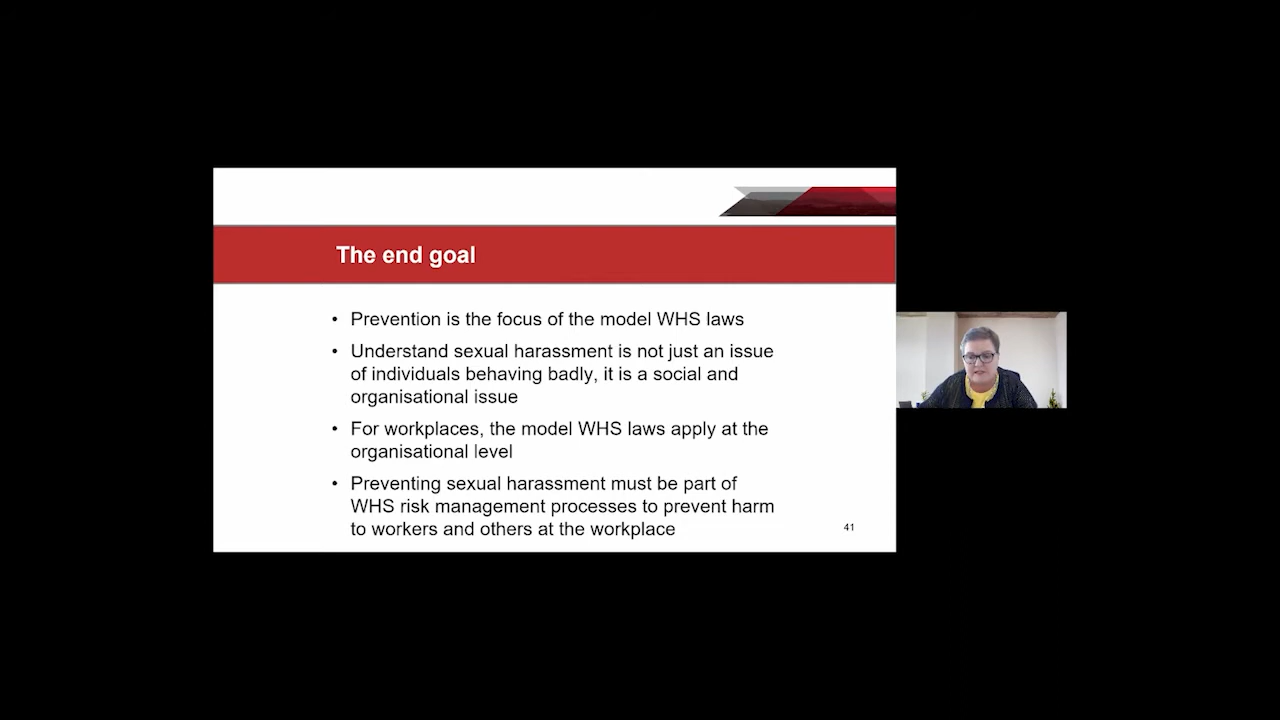 The end goal
• Prevention is the focus of the model WHS laws
• Understand sexual harassment is not just an issue
of individuals behaving badly, it is a social and
organisational issue
• For workplaces, the model WHS laws apply at the
organisational level
• Preventing sexual harassment must be part of
WHS risk management processes to prevent harm
to workers and others at the workplace
41